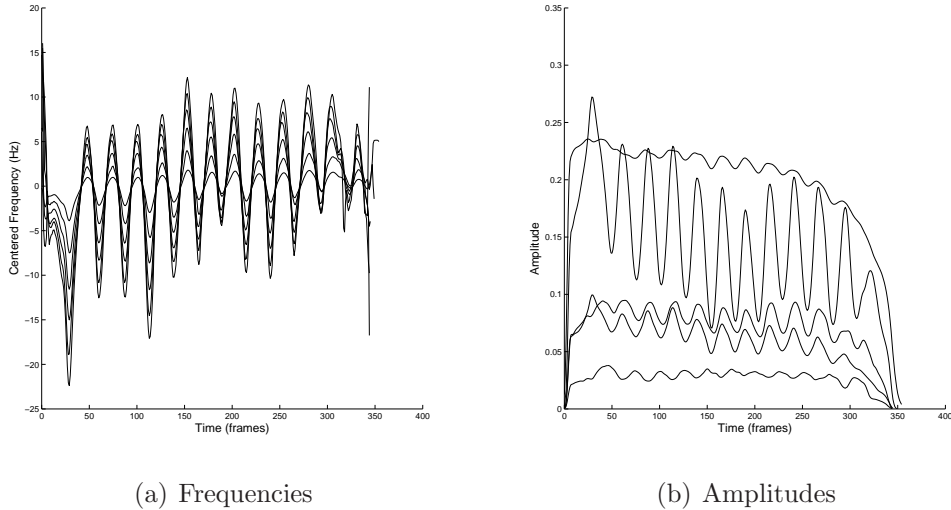 20
15
10
5
0
−5
−10
−15
−20
−25
Centered Frequency (Hz)
0 50 100 150 200 250 300 350 400
Time (frames)
(a) Frequencies
0.35
0.3
0.25
0.2
0.15
0.1
0.05
0
Amplitude
0 50 100 150 200 250 300 350 400
Time (frames)
(b) Amplitudes